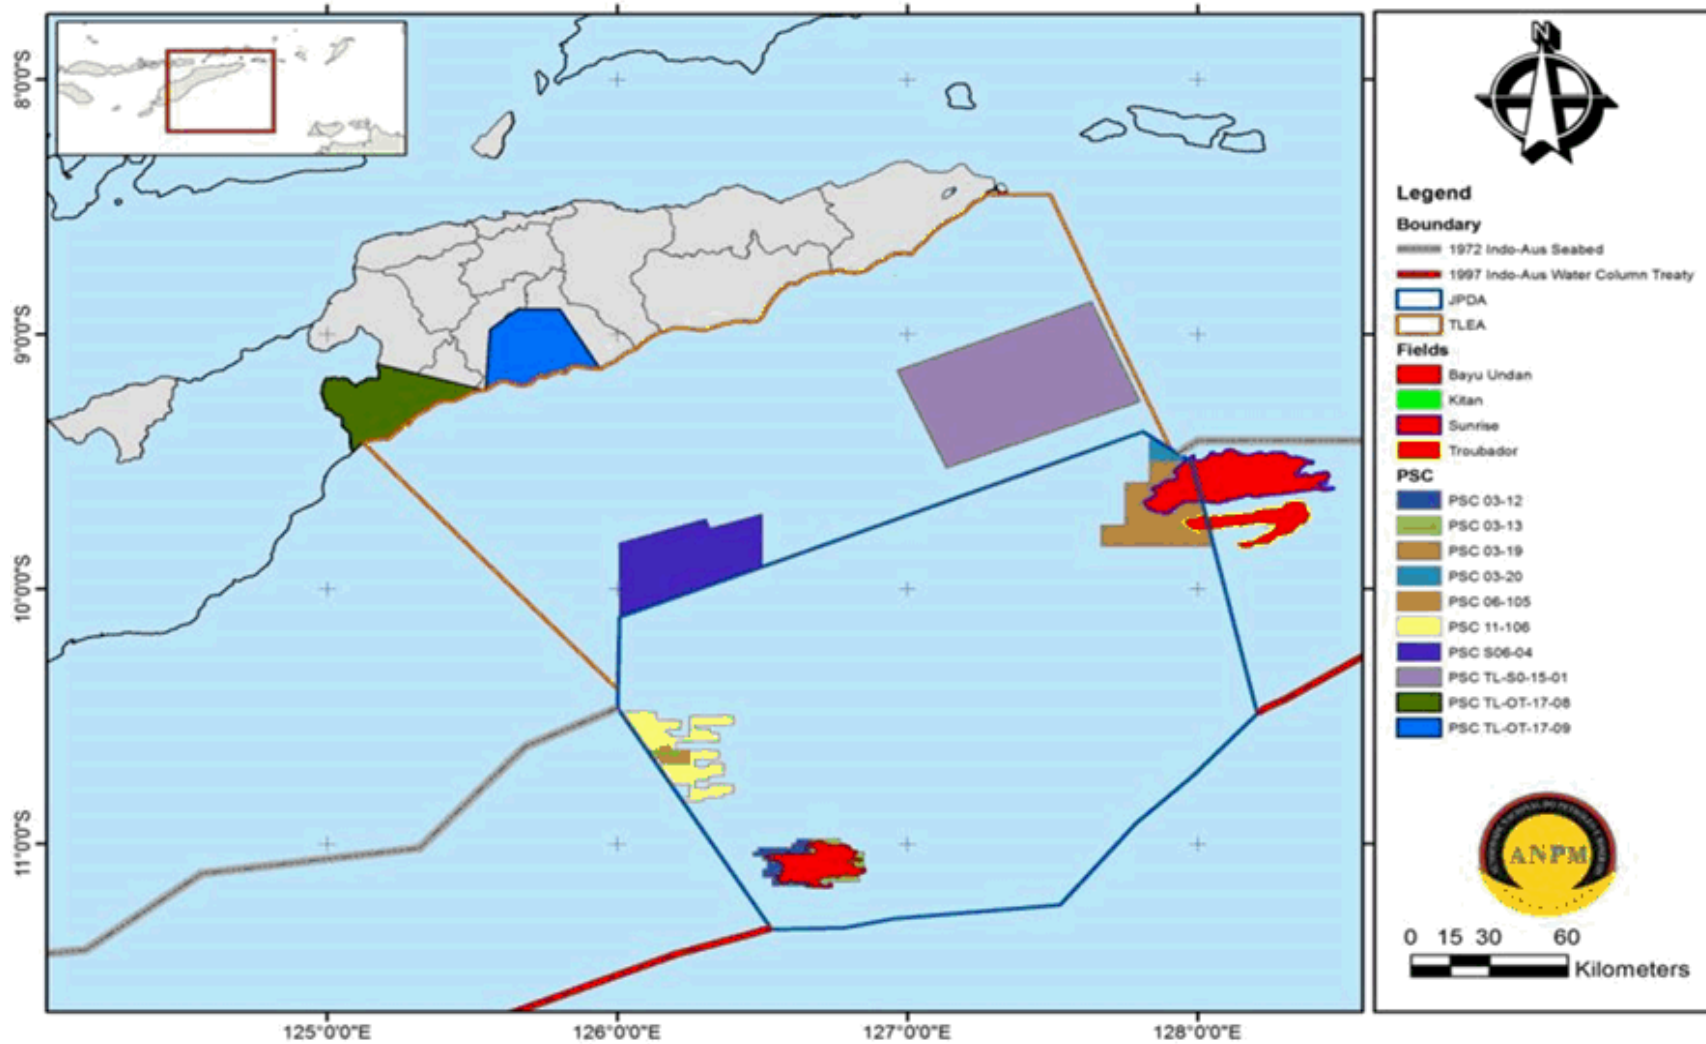 8°0'0"S
9°0'0"S
10°0'0"S
11°0'0"S
125°0'0"E
126°0'0"E
127°0'0"E
128°0'0"E
N
Legend
Boundary
1972 Indo-Aus Seabed
1997 Indo-Aus Water Column Treaty
JPDA
TLEA
Fields
Bayu Undan
Kitan
Sunrise
Troubador
PSC
PSC 03-12
PSC 03-13
PSC 03-19
PSC 03-20
PSC 06-105
PSC 11-106
PSC S06-04
PSC TL-S0-15-01
PSC TL-OT-17-08
PSC TL-OT-17-09
ANPM
0 15 30 60
Kilometers